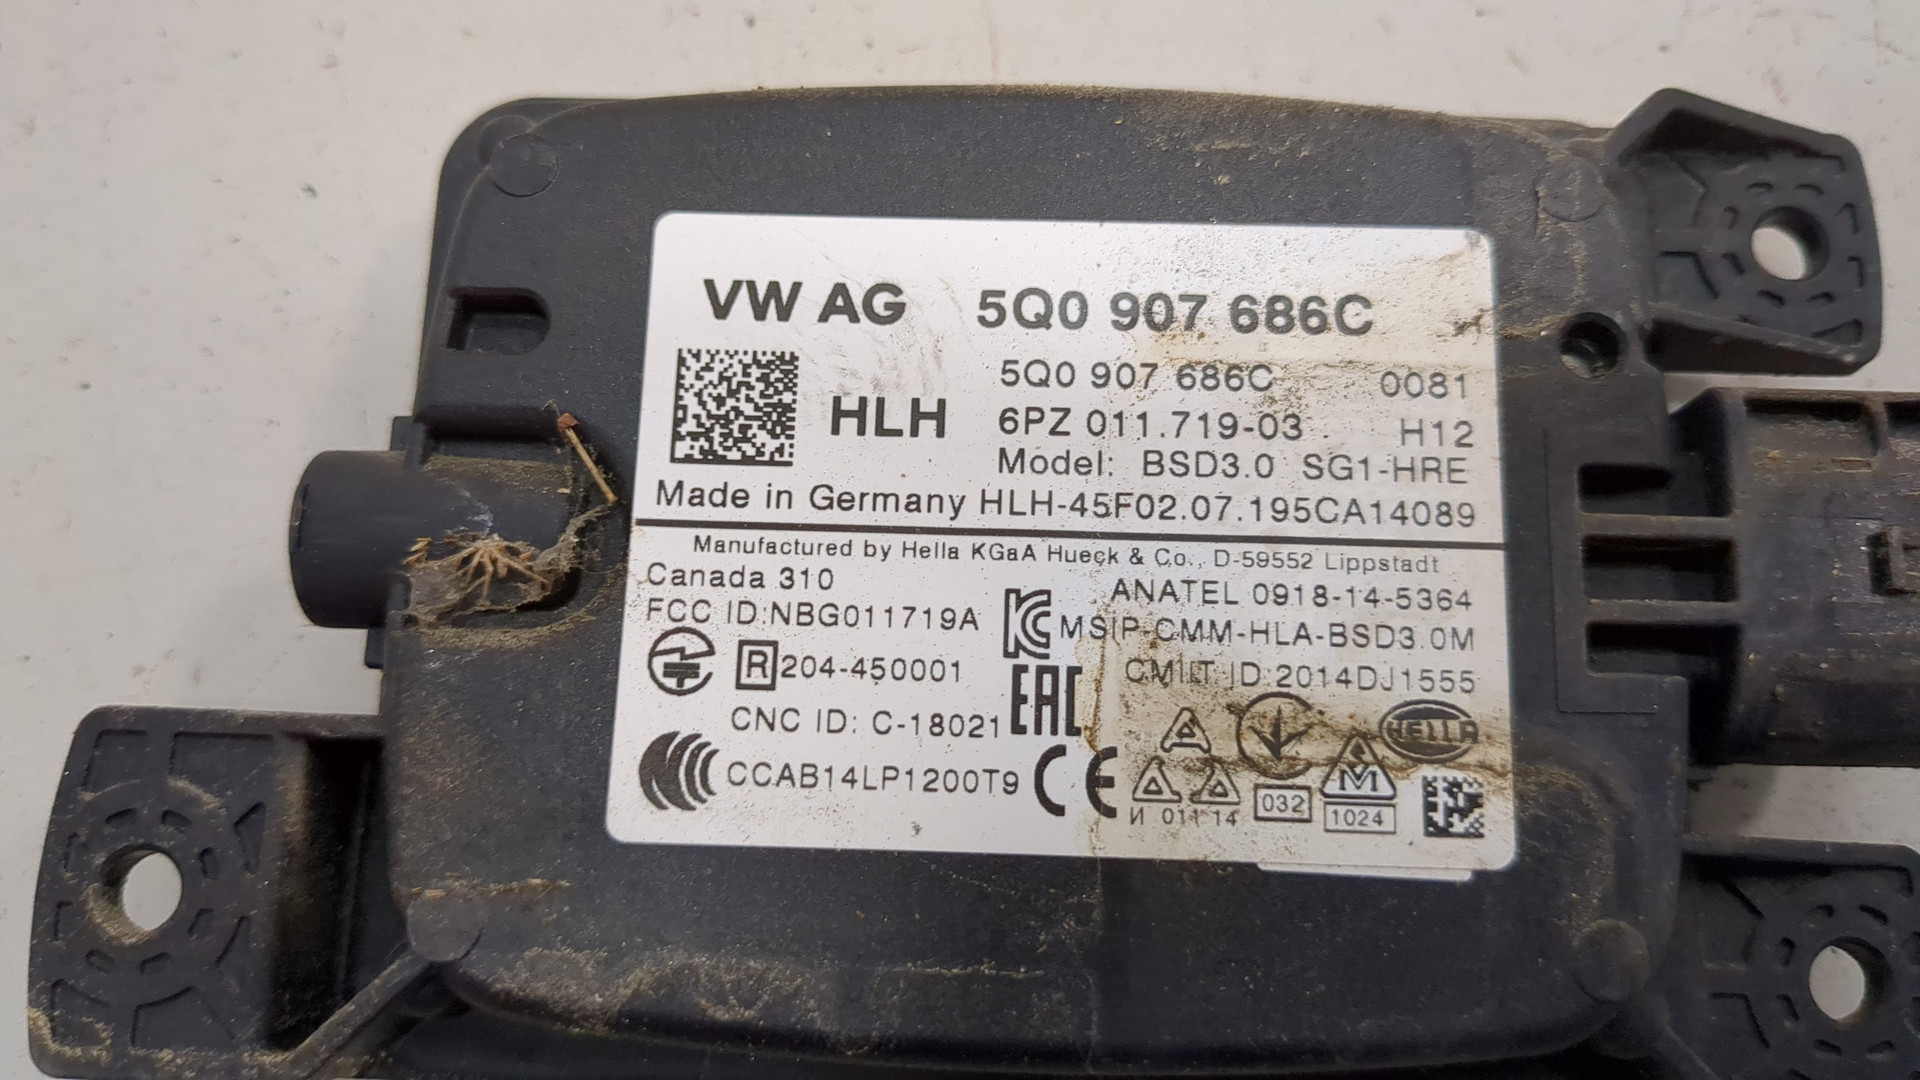 VW AG 5Q0 907 686C
5Q0 907 686C 0081
HLH 6PZ 011.719-03 H12
Model: BSD3.0 SG1-HRE
Made in Germany HLH-45F02.07.195CA14089
Manufactured by Hella KGaA Hueck & Co., D-59552 Lippstadt
Canada 310
ANATEL 0918-14-5364
FCC ID:NBG011719A
MSIP-CMM-HLA-BSD3.0M
R 204-450001
CMIIT ID:2014DJ1555
EAC
CNC ID: C-18021
HELLA
CCAB14LP1200T9 CE
M
И 011 14 032 1024